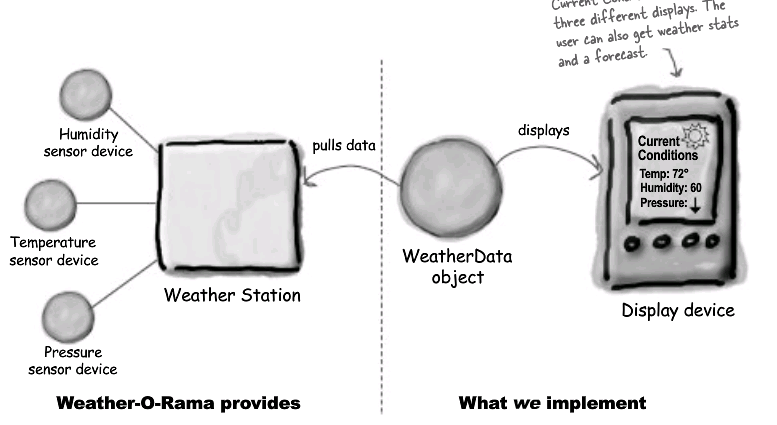 three different displays. The
user can also get weather stats
and a forecast.
Humidity
sensor device
Temperature
sensor device
Pressure
sensor device
Weather Station
pulls data
WeatherData
object
displays
Current
Conditions
Temp: 72°
Humidity: 60
Pressure:
Display device
Weather-O-Rama provides
What we implement